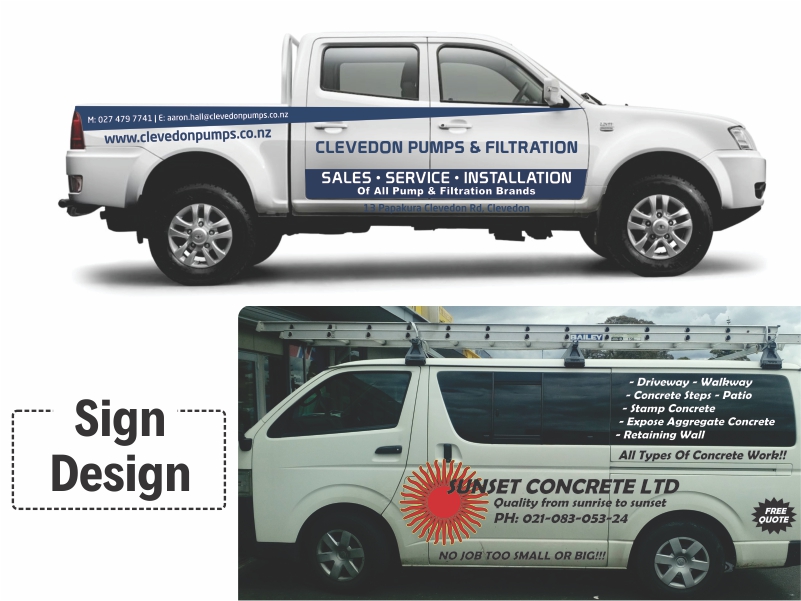 M: 027 479 7741 | E: aaron.hall@clevedonpumps.co.nz
www.clevedonpumps.co.nz
CLEVEDON PUMPS & FILTRATION
SALES • SERVICE • INSTALLATION
Of All Pump & Filtration Brands
13 Papakura Clevedon Rd, Clevedon
BAILEY
- Driveway - Walkway
- Concrete Steps - Patio
- Stamp Concrete
- Expose Aggregate Concrete
- Retaining Wall
All Types Of Concrete Work!!
SUNSET CONCRETE LTD
Quality from sunrise to sunset
PH: 021-083-053-24
FREE
QUOTE
NO JOB TOO SMALL OR BIG!!!
Sign
Design